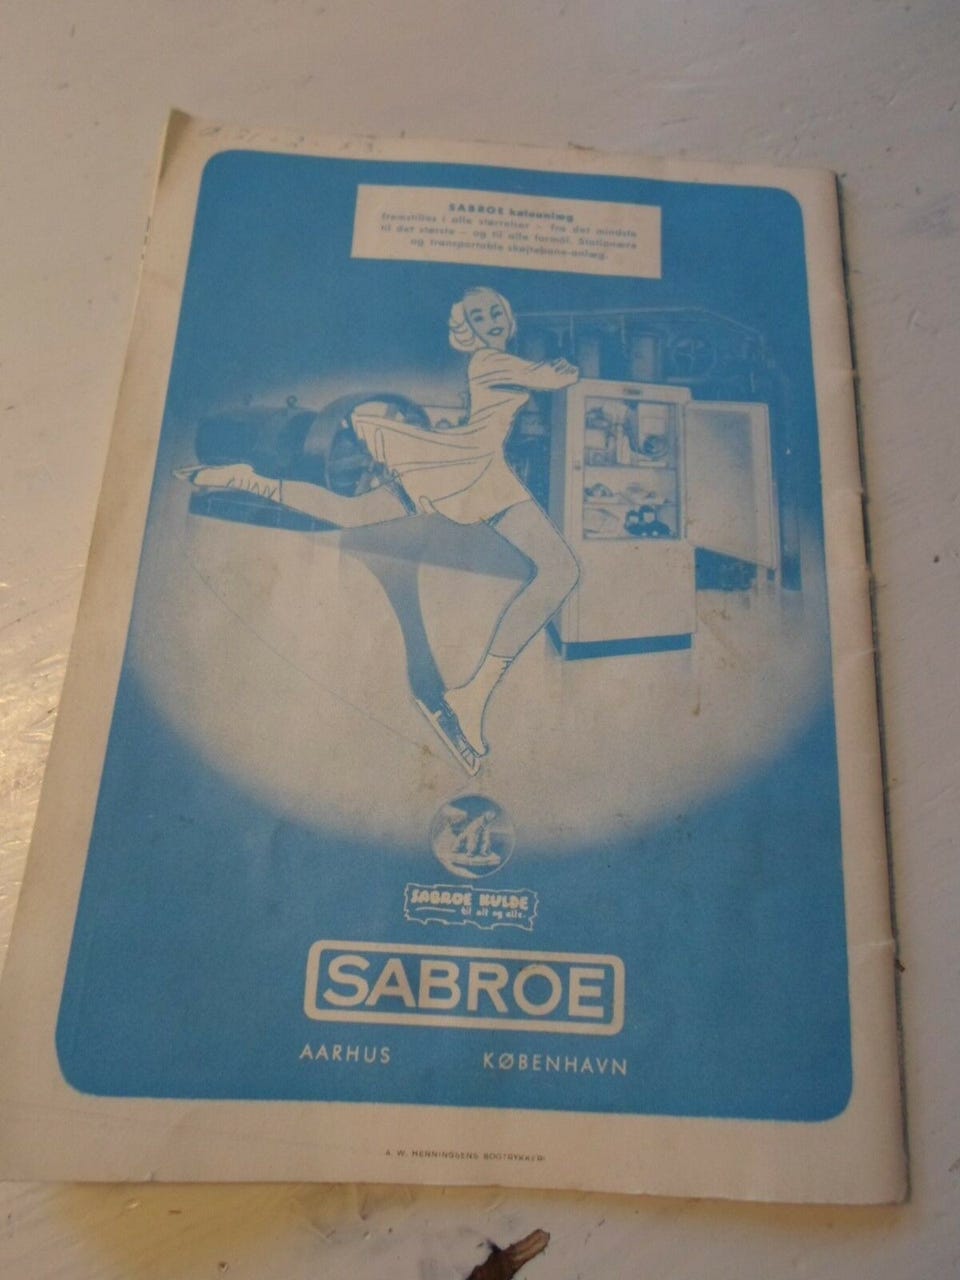 SABROE køleanlæg
fremstilles i alle størrelser – fra det mindste
til det største – og til alle formål. Stationære
og transportable skøjtebane-anlæg.
SABROE KULDE
til alt og alle.
SABROE
AARHUS KØBENHAVN
A. W. HENNINGSENS BOGTRYKKERI